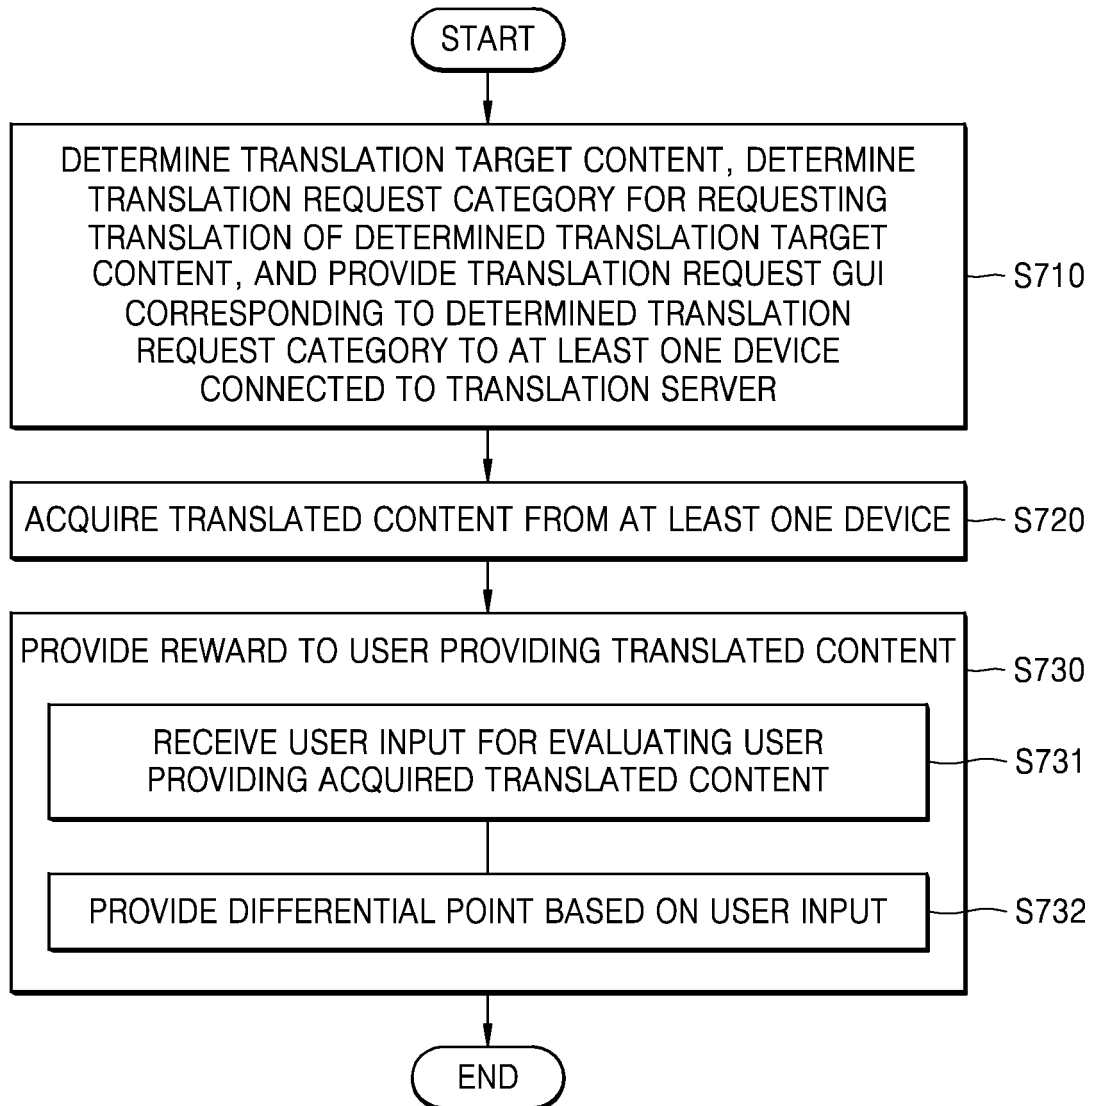 START
DETERMINE TRANSLATION TARGET CONTENT, DETERMINE
TRANSLATION REQUEST CATEGORY FOR REQUESTING
TRANSLATION OF DETERMINED TRANSLATION TARGET
CONTENT, AND PROVIDE TRANSLATION REQUEST GUI
CORRESPONDING TO DETERMINED TRANSLATION
REQUEST CATEGORY TO AT LEAST ONE DEVICE
CONNECTED TO TRANSLATION SERVER
S710
ACQUIRE TRANSLATED CONTENT FROM AT LEAST ONE DEVICE
S720
PROVIDE REWARD TO USER PROVIDING TRANSLATED CONTENT
S730
RECEIVE USER INPUT FOR EVALUATING USER
PROVIDING ACQUIRED TRANSLATED CONTENT
S731
PROVIDE DIFFERENTIAL POINT BASED ON USER INPUT
S732
END